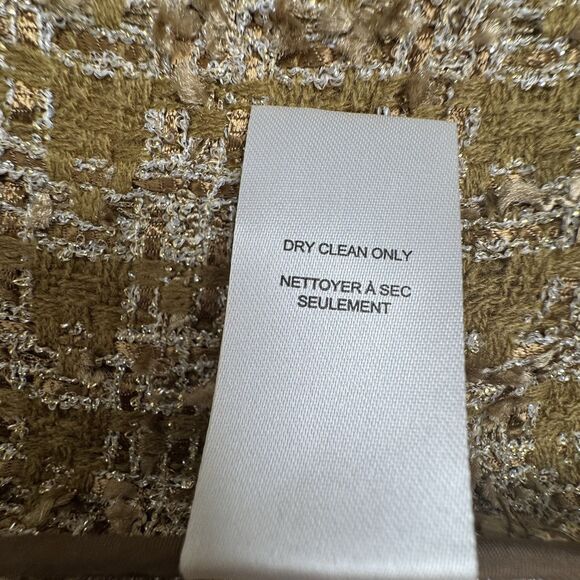 DRY CLEAN ONLY
NETTOYER À SEC
SEULEMENT